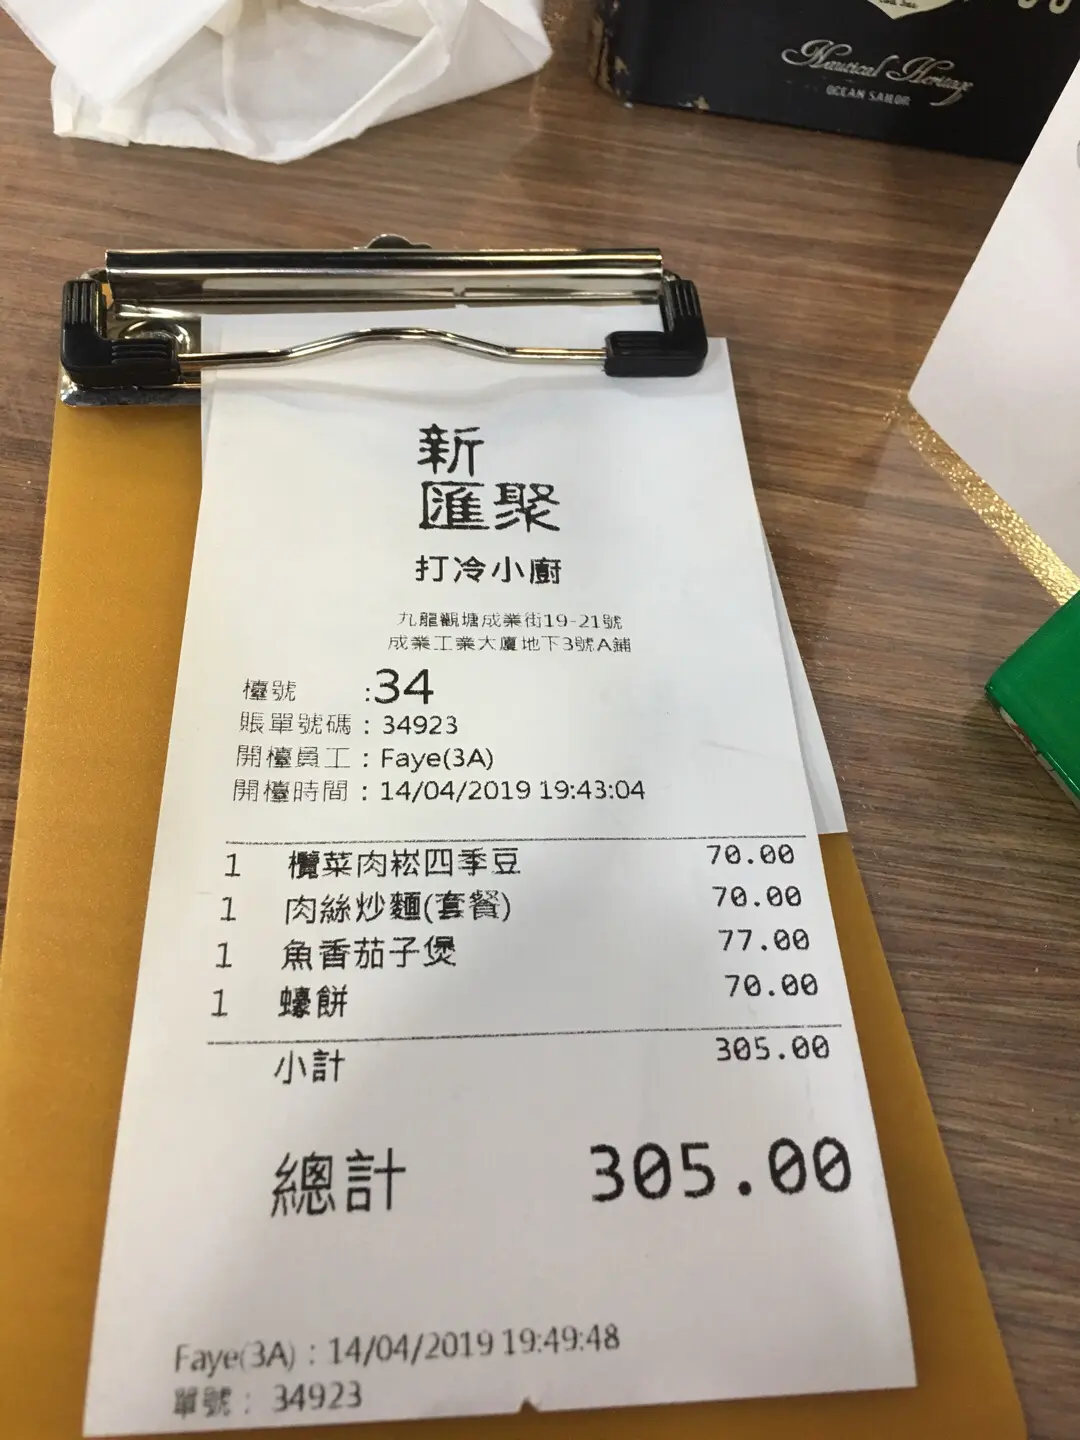 Nautical Heritage
OCEAN SAILOR
新
匯聚
打冷小廚
九龍觀塘成業街19-21號
成業工業大廈地下3號A鋪
檯號 :34
賬單號碼 : 34923
開檯員工 : Faye(3A)
開檯時間 : 14/04/2019 19:43:04
1 欖菜肉崧四季豆 70.00
1 肉絲炒麵(套餐) 70.00
1 魚香茄子煲 77.00
1 蠔餅 70.00
小計 305.00
總計 305.00
Faye(3A) : 14/04/2019 19:49:48
單號 : 34923